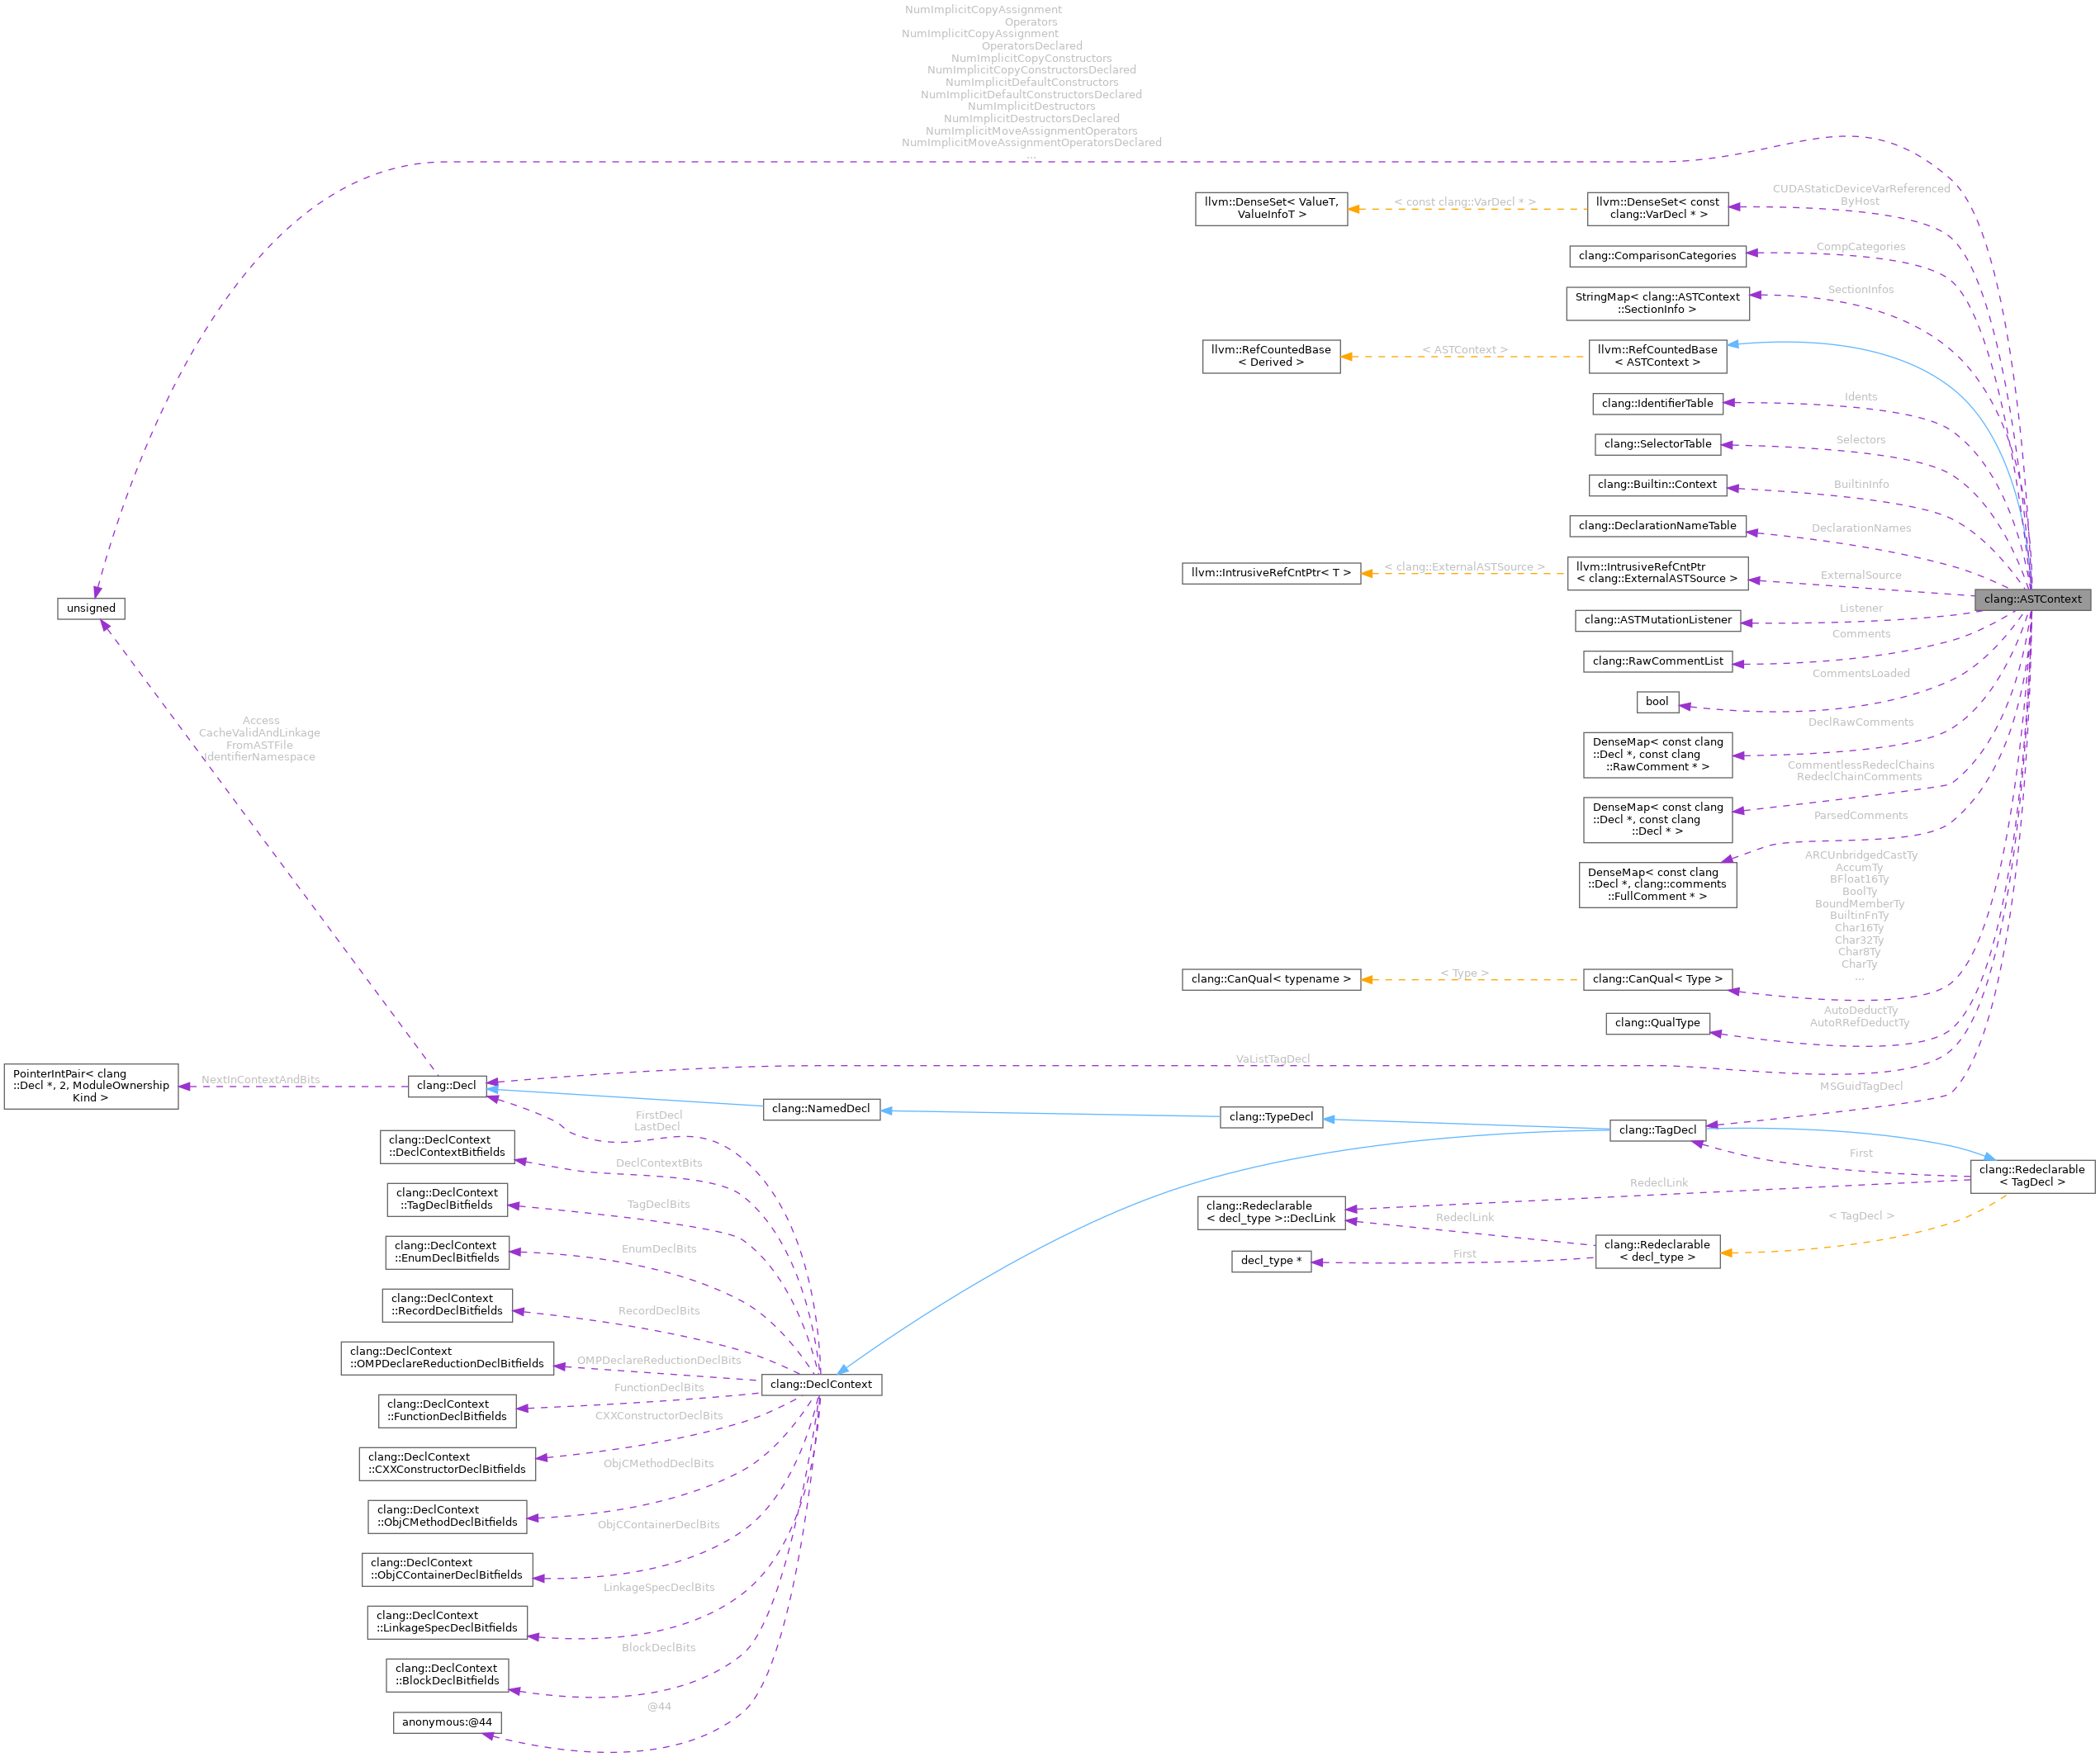 NumImplicitCopyAssignment
Operators
NumImplicitCopyAssignment
OperatorsDeclared
NumImplicitCopyConstructors
NumImplicitCopyConstructorsDeclared
NumImplicitDefaultConstructors
NumImplicitDefaultConstructorsDeclared
NumImplicitDestructors
NumImplicitDestructorsDeclared
NumImplicitMoveAssignmentOperators
NumImplicitMoveAssignmentOperatorsDeclared
...
llvm::DenseSet< ValueT,
ValueInfoT >
< const clang::VarDecl * >
llvm::DenseSet< const
clang::VarDecl * >
CUDAStaticDeviceVarReferenced
ByHost
clang::ComparisonCategories
CompCategories
StringMap< clang::ASTContext
::SectionInfo >
SectionInfos
llvm::RefCountedBase
< Derived >
< ASTContext >
llvm::RefCountedBase
< ASTContext >
clang::IdentifierTable
Idents
clang::SelectorTable
Selectors
clang::Builtin::Context
BuiltinInfo
clang::DeclarationNameTable
DeclarationNames
llvm::IntrusiveRefCntPtr< T >
< clang::ExternalASTSource >
llvm::IntrusiveRefCntPtr
< clang::ExternalASTSource >
ExternalSource
clang::ASTContext
unsigned
clang::ASTMutationListener
Listener
clang::RawCommentList
Comments
bool
CommentsLoaded
DenseMap< const clang
::Decl *, const clang
::RawComment * >
DeclRawComments
Access
CacheValidAndLinkage
FromASTFile
IdentifierNamespace
DenseMap< const clang
::Decl *, const clang
::Decl * >
CommentlessRedeclChains
RedeclChainComments
DenseMap< const clang
::Decl *, clang::comments
::FullComment * >
ParsedComments
ARCUnbridgedCastTy
AccumTy
BFloat16Ty
BoolTy
BoundMemberTy
BuiltinFnTy
Char16Ty
Char32Ty
Char8Ty
CharTy
...
clang::CanQual< typename >
< Type >
clang::CanQual< Type >
clang::QualType
AutoDeductTy
AutoRRefDeductTy
VaListTagDecl
PointerIntPair< clang
::Decl *, 2, ModuleOwnership
Kind >
NextInContextAndBits
clang::Decl
MSGuidTagDecl
clang::NamedDecl
clang::TypeDecl
clang::TagDecl
FirstDecl
LastDecl
First
clang::Redeclarable
< TagDecl >
clang::DeclContext
::DeclContextBitfields
DeclContextBits
RedeclLink
clang::DeclContext
::TagDeclBitfields
TagDeclBits
clang::Redeclarable
< decl_type >::DeclLink
RedeclLink
< TagDecl >
clang::DeclContext
::EnumDeclBitfields
EnumDeclBits
decl_type *
First
clang::Redeclarable
< decl_type >
clang::DeclContext
::RecordDeclBitfields
RecordDeclBits
clang::DeclContext
::OMPDeclareReductionDeclBitfields
OMPDeclareReductionDeclBits
clang::DeclContext
clang::DeclContext
::FunctionDeclBitfields
FunctionDeclBits
clang::DeclContext
::CXXConstructorDeclBitfields
CXXConstructorDeclBits
clang::DeclContext
::ObjCMethodDeclBitfields
ObjCMethodDeclBits
clang::DeclContext
::ObjCContainerDeclBitfields
ObjCContainerDeclBits
clang::DeclContext
::LinkageSpecDeclBitfields
LinkageSpecDeclBits
clang::DeclContext
::BlockDeclBitfields
BlockDeclBits
anonymous:@44
@44